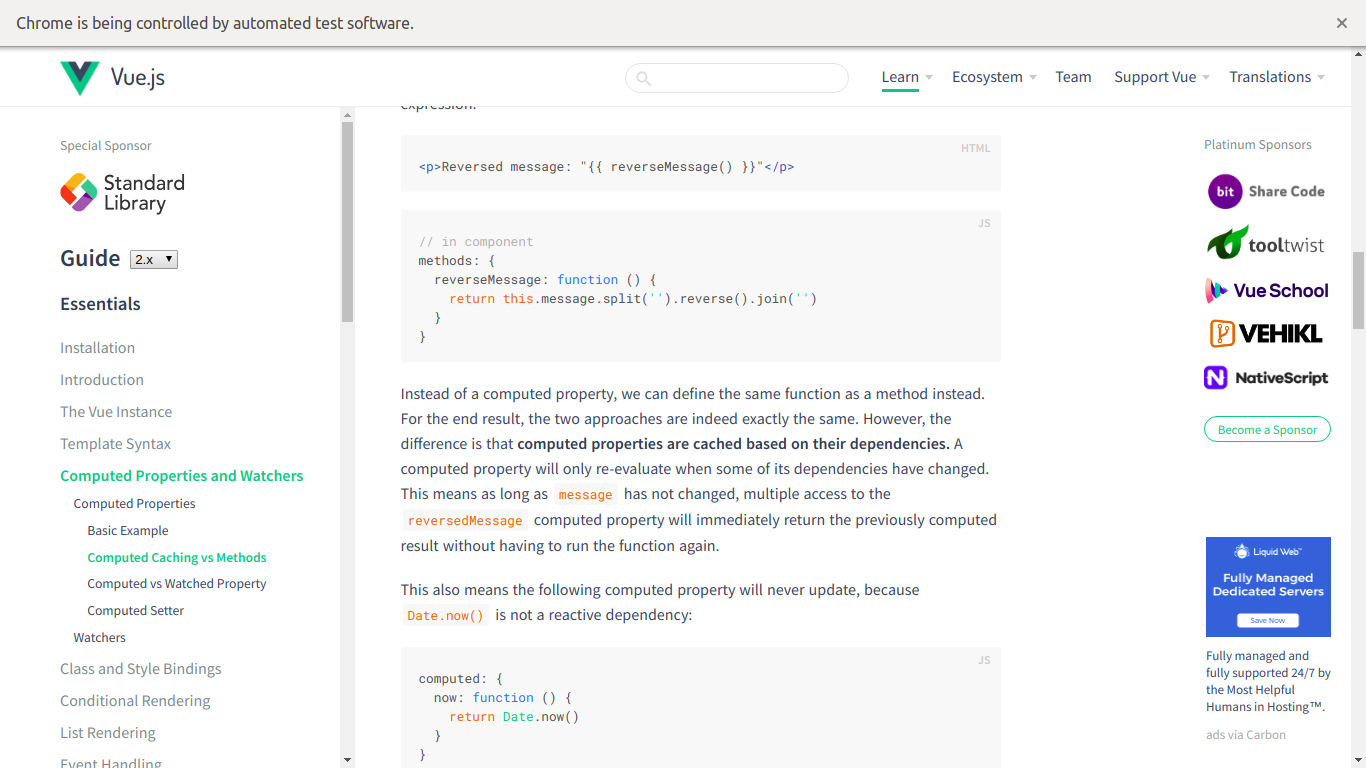 Chrome is being controlled by automated test software.
Vue.js
Learn
Ecosystem
Team
Support Vue
Translations
Special Sponsor
Standard
Library
Guide
2.x
Essentials
Installation
Introduction
The Vue Instance
Template Syntax
Computed Properties and Watchers
Computed Properties
Basic Example
Computed Caching vs Methods
Computed vs Watched Property
Computed Setter
Watchers
Class and Style Bindings
Conditional Rendering
List Rendering
Event Handling
expression:
HTML
<p>Reversed message: "{{ reverseMessage() }}"</p>
JS
// in component
methods: {
reverseMessage: function () {
return this.message.split('').reverse().join('')
}
}
Instead of a computed property, we can define the same function as a method instead.
For the end result, the two approaches are indeed exactly the same. However, the
difference is that computed properties are cached based on their dependencies. A
computed property will only re-evaluate when some of its dependencies have changed.
This means as long as message has not changed, multiple access to the
reversedMessage computed property will immediately return the previously computed
result without having to run the function again.
This also means the following computed property will never update, because
Date.now() is not a reactive dependency:
JS
computed: {
now: function () {
return Date.now()
}
}
Platinum Sponsors
bit Share Code
tooltwist
Vue School
VEHIKL
NativeScript
Become a Sponsor
Liquid Web™
Fully Managed
Dedicated Servers
Save Now
Fully managed and
fully supported 24/7 by
the Most Helpful
Humans in Hosting™.
ads via Carbon